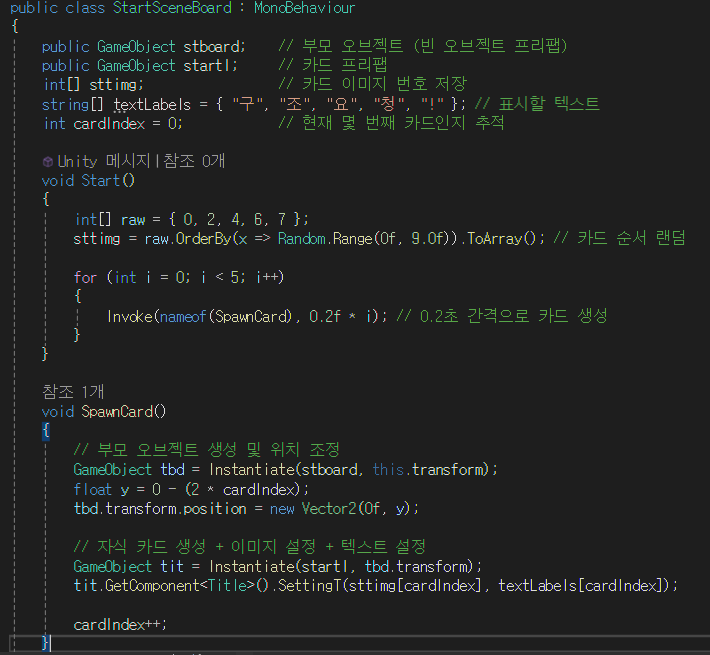 public class StartSceneBoard : MonoBehaviour
{
public GameObject stboard; // 부모 오브젝트 (빈 오브젝트 프리팹)
public GameObject startl; // 카드 프리팹
int[] sttimg; // 카드 이미지 번호 저장
string[] textLabels = { "구", "조", "요", "청", "!" }; // 표시할 텍스트
int cardIndex = 0; // 현재 몇 번째 카드인지 추적
Unity 메시지|참조 0개
void Start()
{
int[] raw = { 0, 2, 4, 6, 7 };
sttimg = raw.OrderBy(x => Random.Range(0f, 9.0f)).ToArray(); // 카드 순서 랜덤
for (int i = 0; i < 5; i++)
{
Invoke(nameof(SpawnCard), 0.2f * i); // 0.2초 간격으로 카드 생성
}
}
참조 1개
void SpawnCard()
{
// 부모 오브젝트 생성 및 위치 조정
GameObject tbd = Instantiate(stboard, this.transform);
float y = 0 - (2 * cardIndex);
tbd.transform.position = new Vector2(0f, y);
// 자식 카드 생성 + 이미지 설정 + 텍스트 설정
GameObject tit = Instantiate(startl, tbd.transform);
tit.GetComponent<Title>().SettingT(sttimg[cardIndex], textLabels[cardIndex]);
cardIndex++;
}